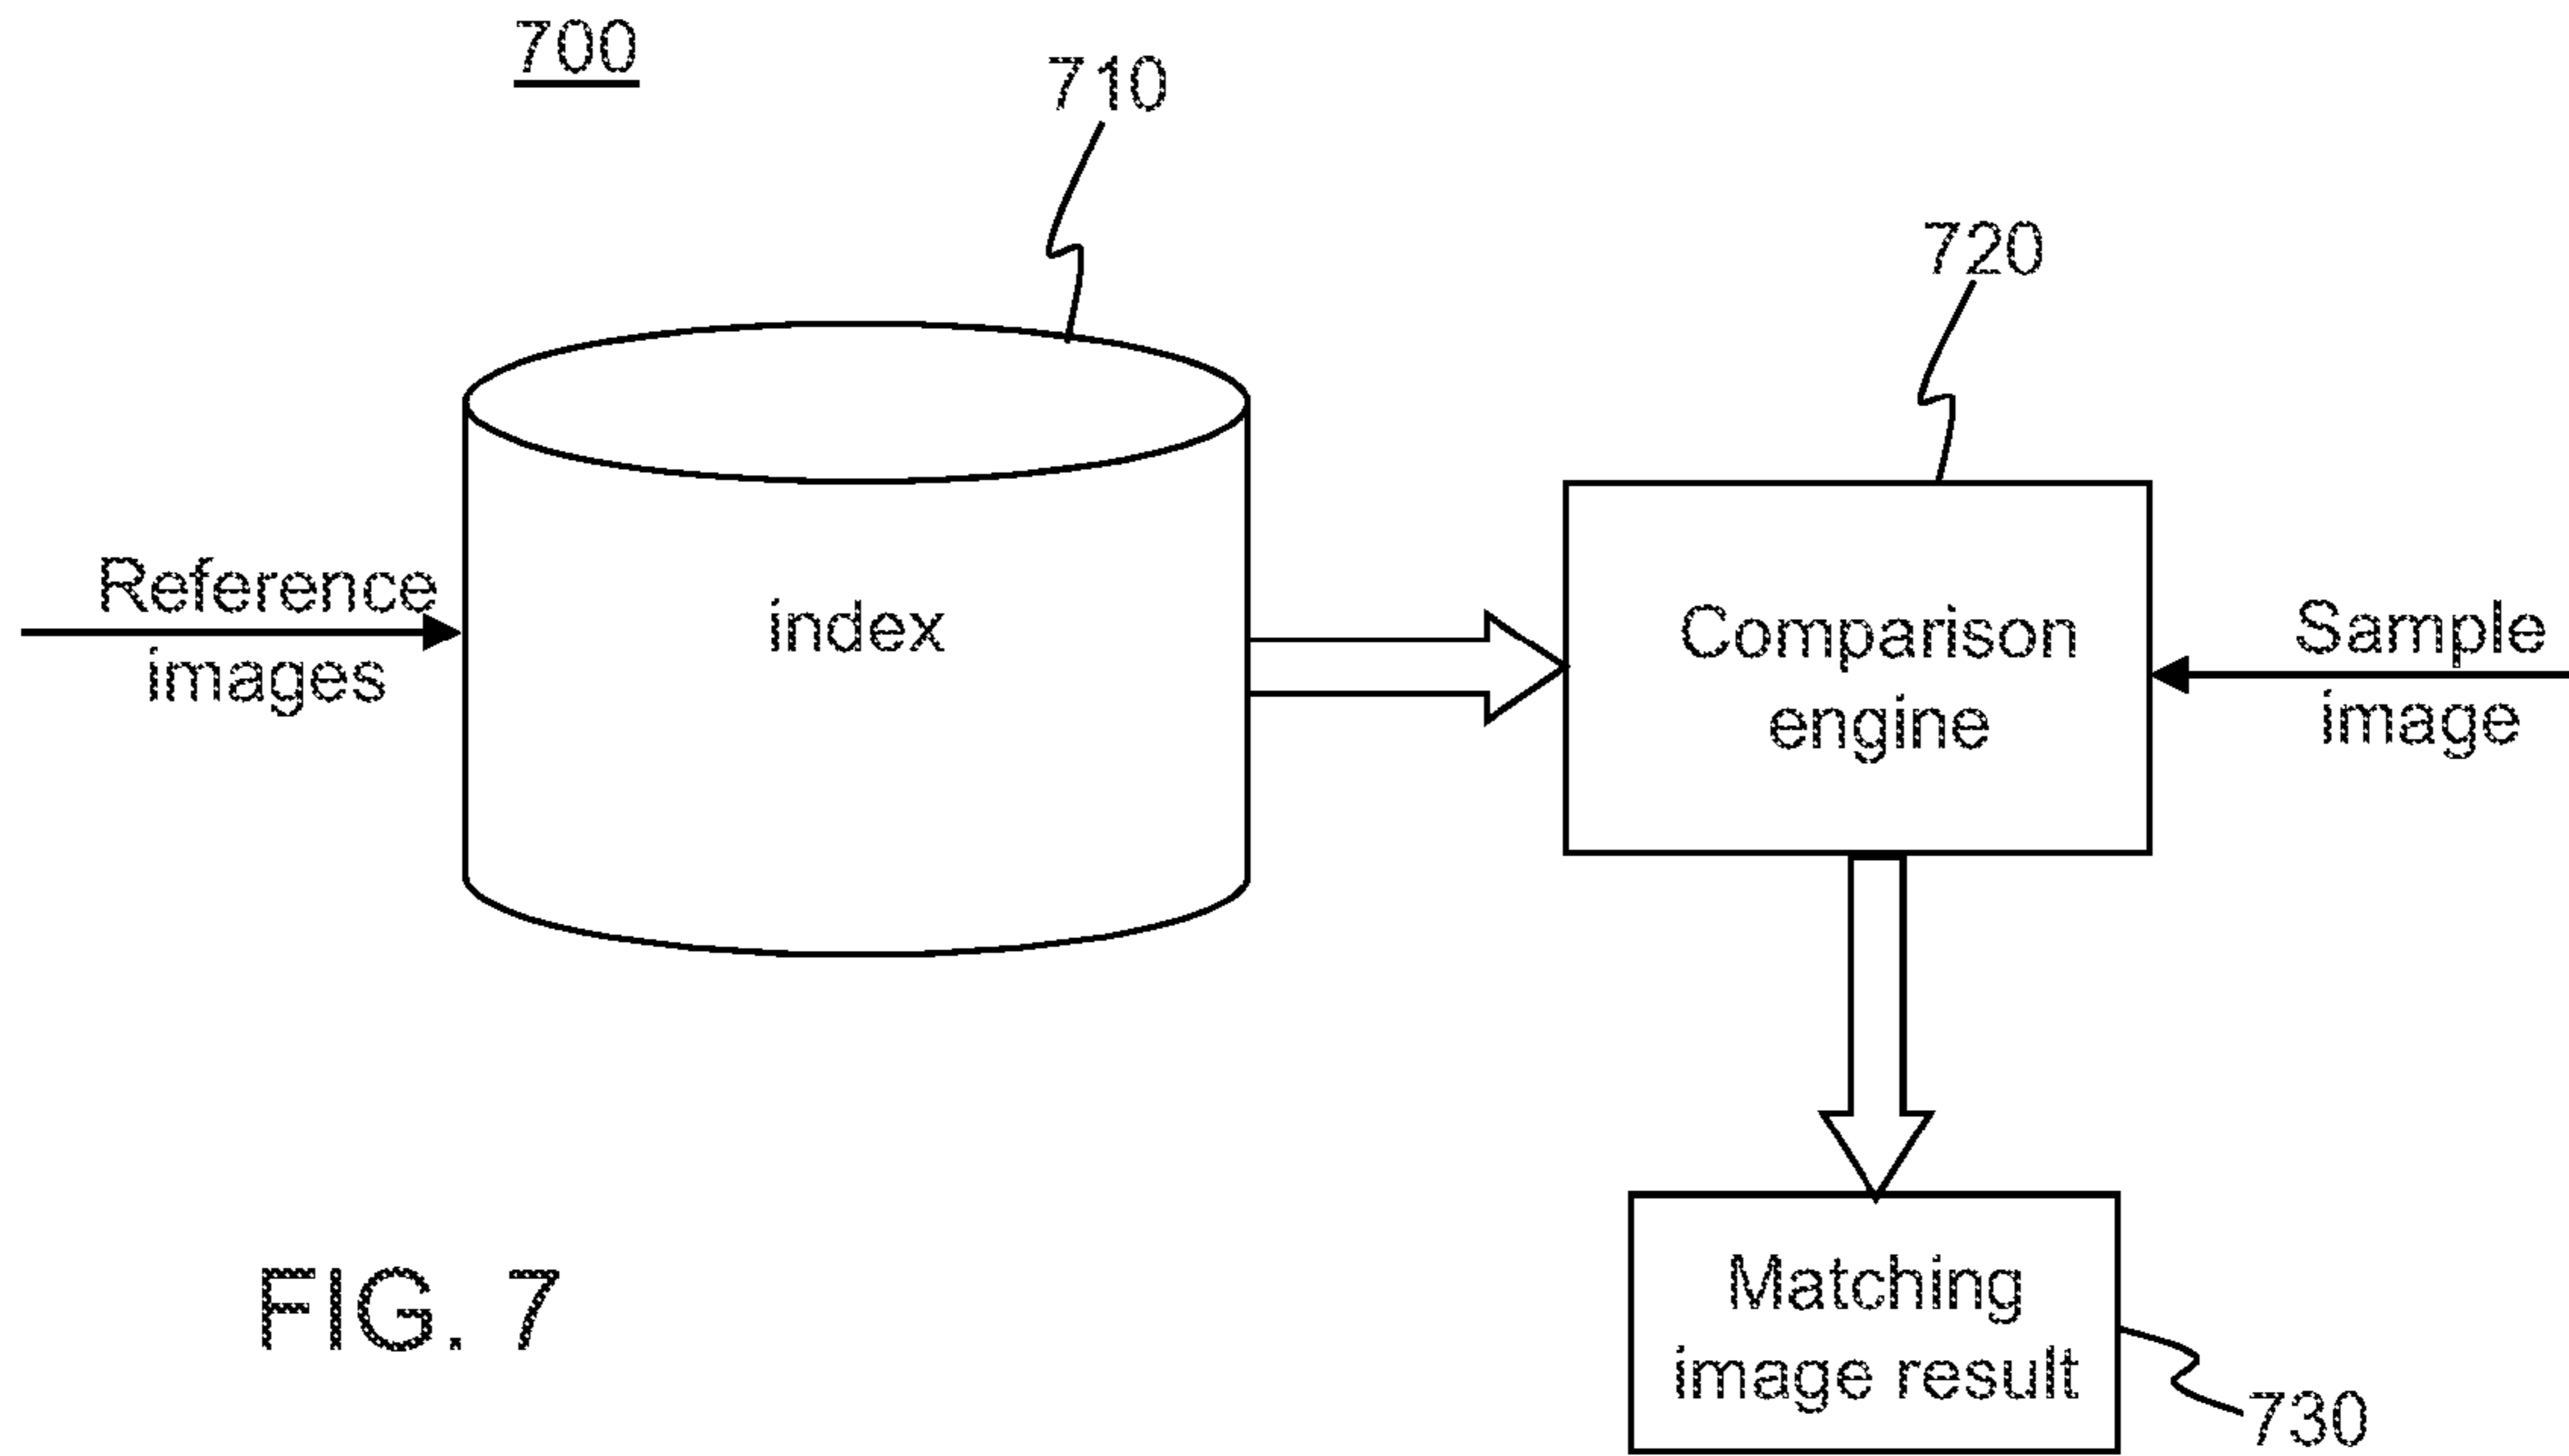 700
710
720
Reference
images
index
Comparison
engine
Sample
image
Matching
image result
730
FIG. 7